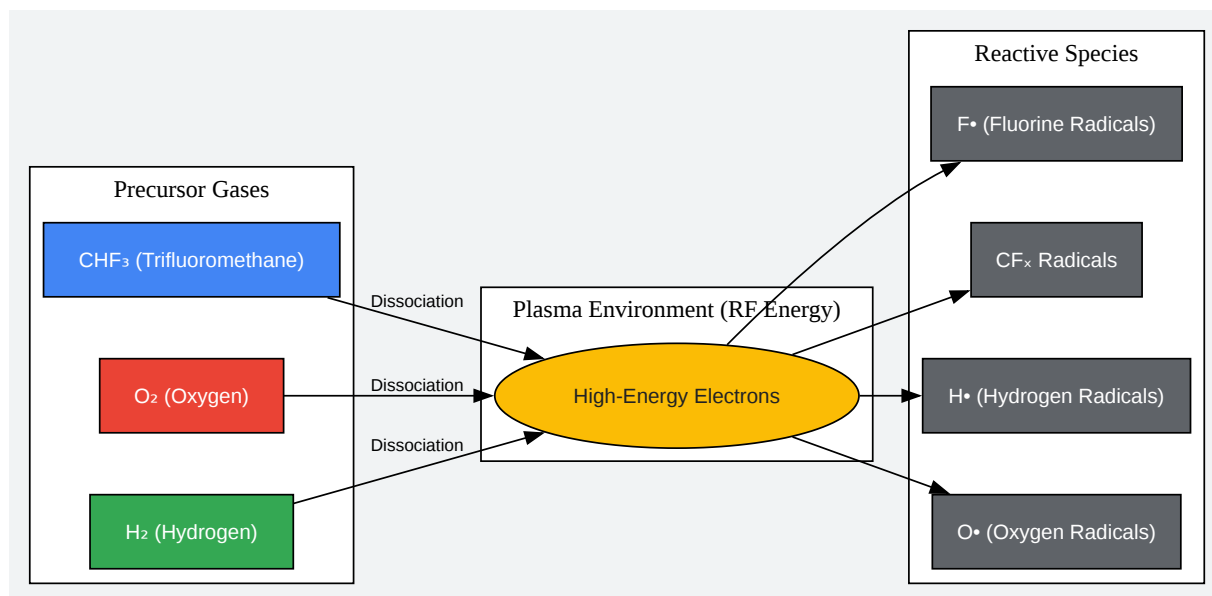 Precursor Gases
CHF₃ (Trifluoromethane)
O₂ (Oxygen)
H₂ (Hydrogen)
Dissociation
Dissociation
Dissociation
Plasma Environment (RF Energy)
High-Energy Electrons
Reactive Species
F• (Fluorine Radicals)
CFₓ Radicals
H• (Hydrogen Radicals)
O• (Oxygen Radicals)